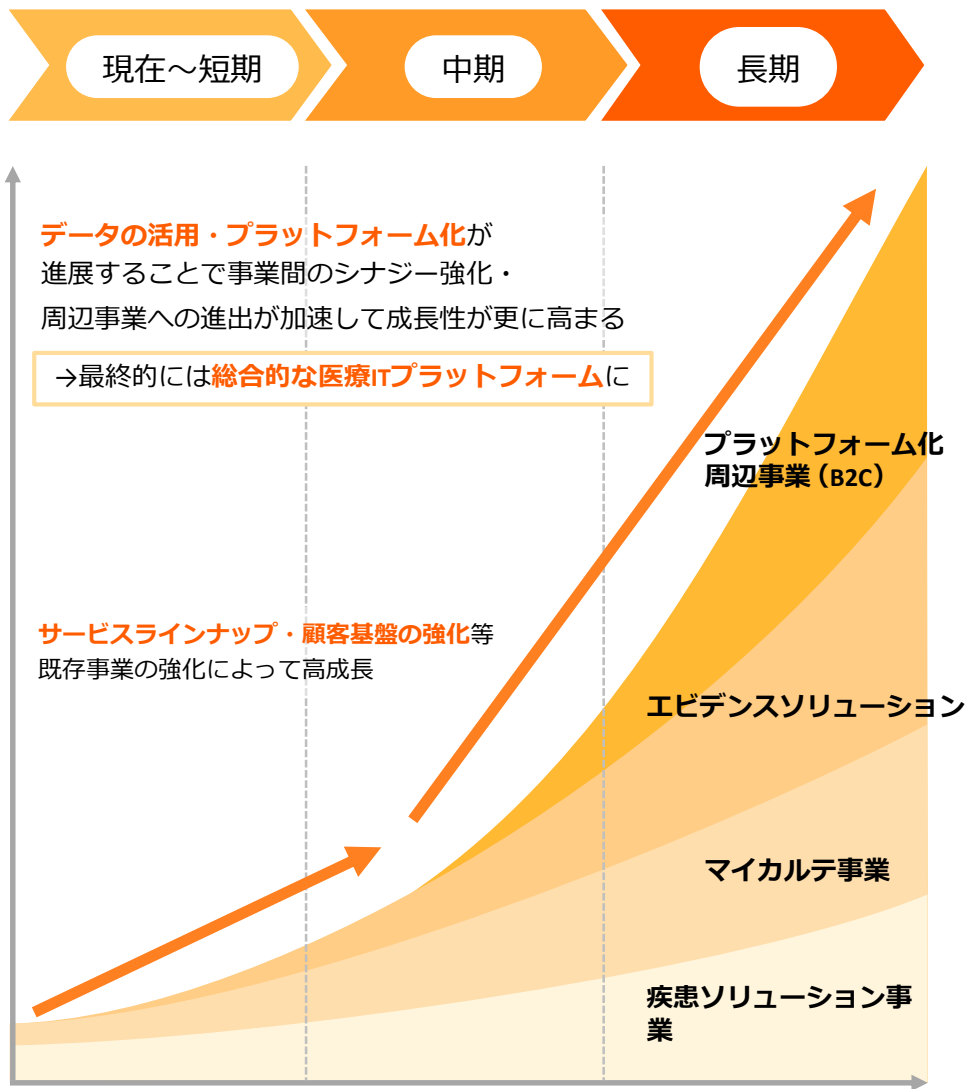 現在～短期
中期
長期
データの活用・プラットフォーム化が
進展することで事業間のシナジー強化・
周辺事業への進出が加速して成長性が更に高まる
→最終的には総合的な医療ITプラットフォームに
プラットフォーム化
周辺事業（B2C）
サービスラインナップ・顧客基盤の強化等
既存事業の強化によって高成長
エビデンスソリューション
マイカルテ事業
疾患ソリューション事
業